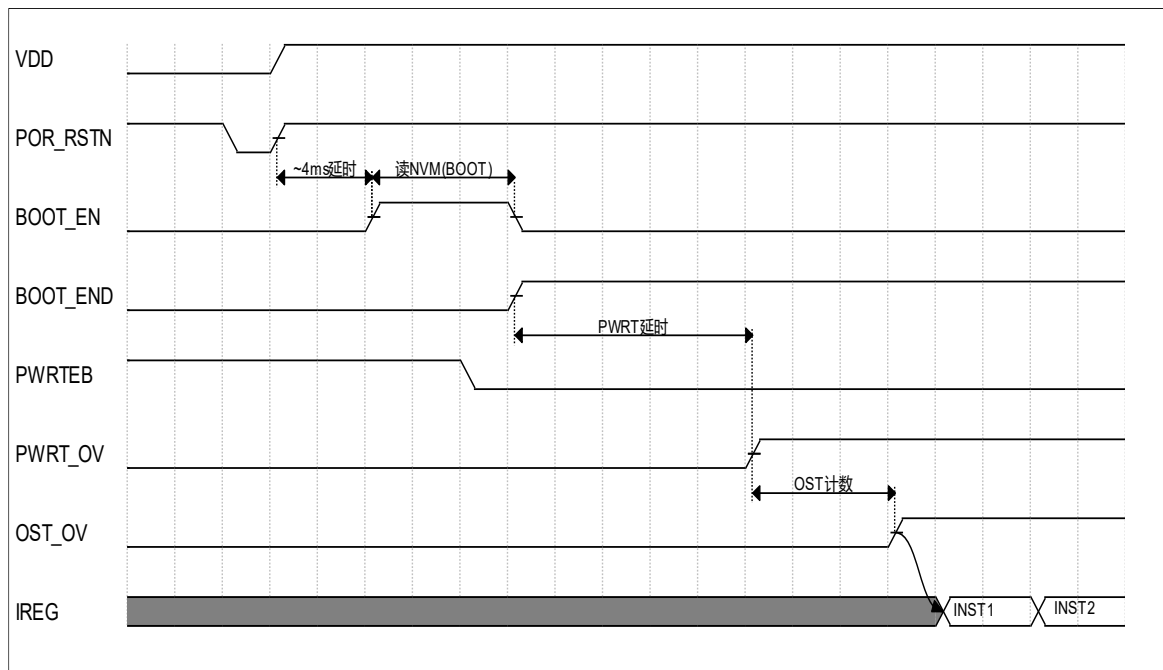 VDD
POR_RSTN
~4ms延时
读NVM(BOOT)
BOOT_EN
BOOT_END
PWRT延时
PWRTEB
PWRT_OV
OST计数
OST_OV
IREG
INST1
INST2